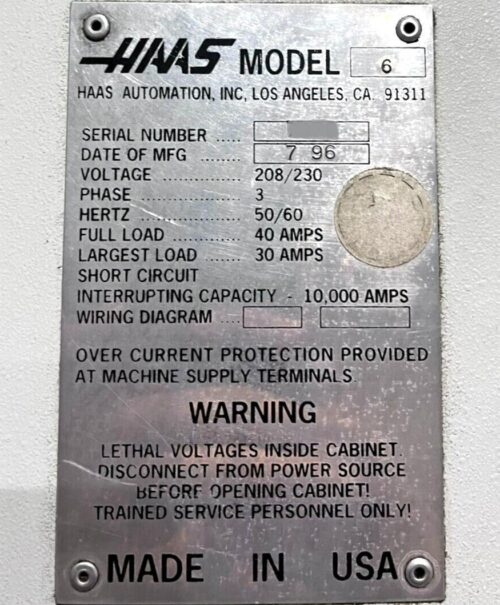 HAAS MODEL 6
HAAS AUTOMATION, INC, LOS ANGELES, CA. 91311
SERIAL NUMBER .....
DATE OF MFG ........ 7 96
VOLTAGE ............... 208/230
PHASE .................. 3
HERTZ .................. 50/60
FULL LOAD ............. 40 AMPS
LARGEST LOAD ....... 30 AMPS
SHORT CIRCUIT
INTERRUPTING CAPACITY - 10,000 AMPS
WIRING DIAGRAM ....
OVER CURRENT PROTECTION PROVIDED
AT MACHINE SUPPLY TERMINALS.
WARNING
LETHAL VOLTAGES INSIDE CABINET.
DISCONNECT FROM POWER SOURCE
BEFORE OPENING CABINET!
TRAINED SERVICE PERSONNEL ONLY!
MADE IN USA